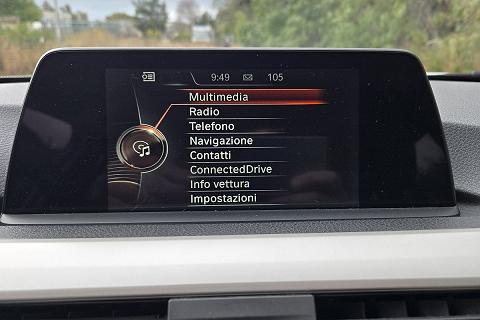 9:49 105
Multimedia
Radio
Telefono
Navigazione
Contatti
ConnectedDrive
Info vettura
Impostazioni